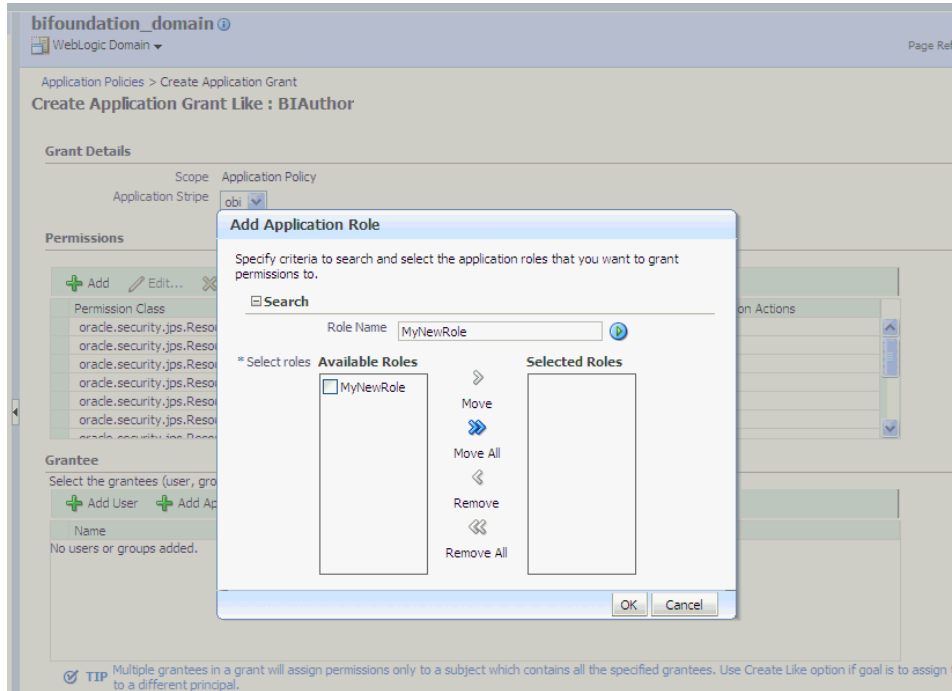 bifoundation_domain
WebLogic Domain
Page Ref
Application Policies > Create Application Grant
Create Application Grant Like : BIAuthor
Grant Details
Scope Application Policy
Application Stripe obi
Add Application Role
Permissions
Specify criteria to search and select the application roles that you want to grant
permissions to.
Add Edit...
Search
Permission Class
on Actions
Role Name MyNewRole
oracle.security.jps.Resou
oracle.security.jps.Resou
oracle.security.jps.Resou
oracle.security.jps.Resou
oracle.security.jps.Resou
oracle.security.jps.Resou
* Select roles Available Roles Selected Roles
MyNewRole
Move
Move All
Remove
Remove All
Grantee
Select the grantees (user, gro
Add User Add Ap
Name
No users or groups added.
OK Cancel
TIP Multiple grantees in a grant will assign permissions only to a subject which contains all the specified grantees. Use Create Like option if goal is to assign
to a different principal.